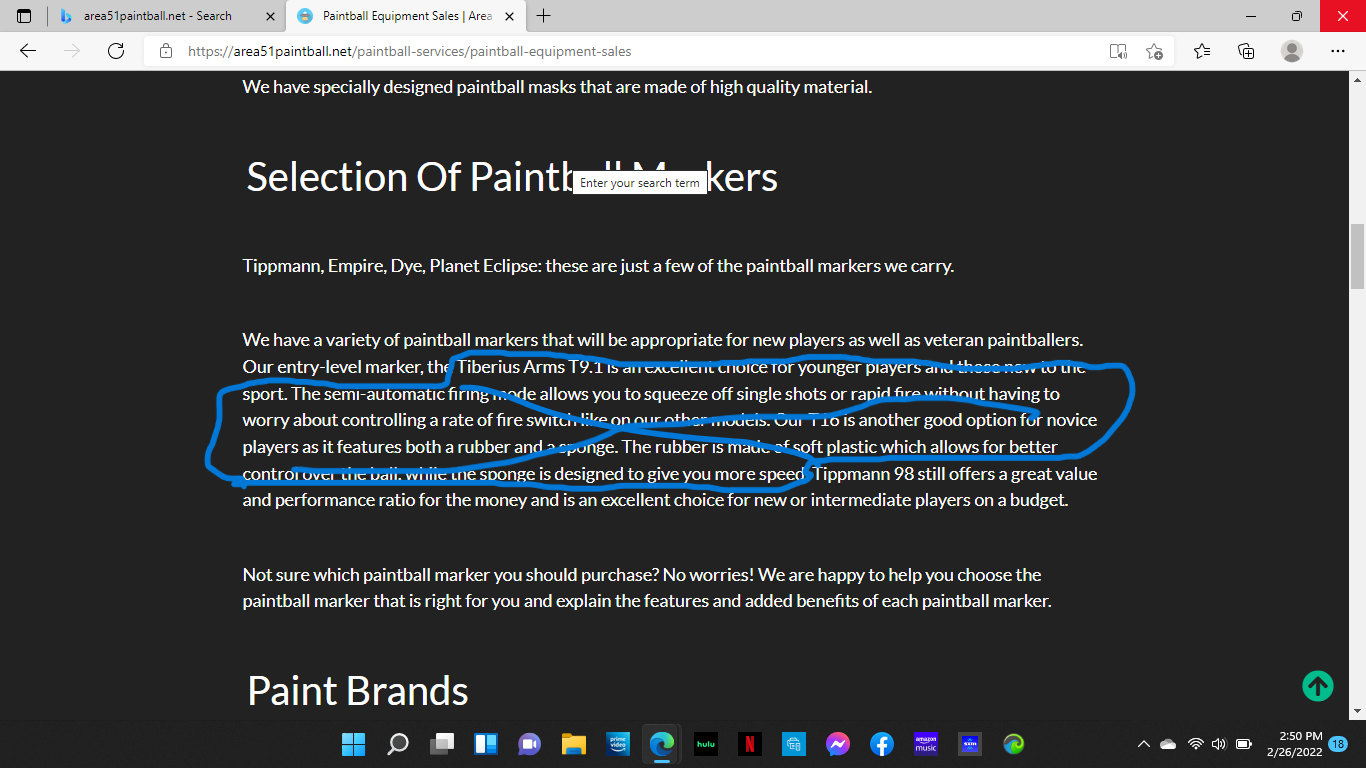 area51paintball.net - Search
Paintball Equipment Sales | Area
https://area51paintball.net/paintball-services/paintball-equipment-sales
We have specially designed paintball masks that are made of high quality material.
Selection Of Paintball Markers
Enter your search term
Tippmann, Empire, Dye, Planet Eclipse: these are just a few of the paintball markers we carry.
We have a variety of paintball markers that will be appropriate for new players as well as veteran paintballers.
Our entry-level marker, the Tiberius Arms T9.1 is an excellent choice for younger players and those new to the
sport. The semi-automatic firing mode allows you to squeeze off single shots or rapid fire without having to
worry about controlling a rate of fire switch like on our other models. Our T16 is another good option for novice
players as it features both a rubber and a sponge. The rubber is made of soft plastic which allows for better
control over the ball, while the sponge is designed to give you more speed. Tippmann 98 still offers a great value
and performance ratio for the money and is an excellent choice for new or intermediate players on a budget.
Not sure which paintball marker you should purchase? No worries! We are happy to help you choose the
paintball marker that is right for you and explain the features and added benefits of each paintball marker.
Paint Brands
prime video
hulu
N
amazon music
2:50 PM
2/26/2022
18